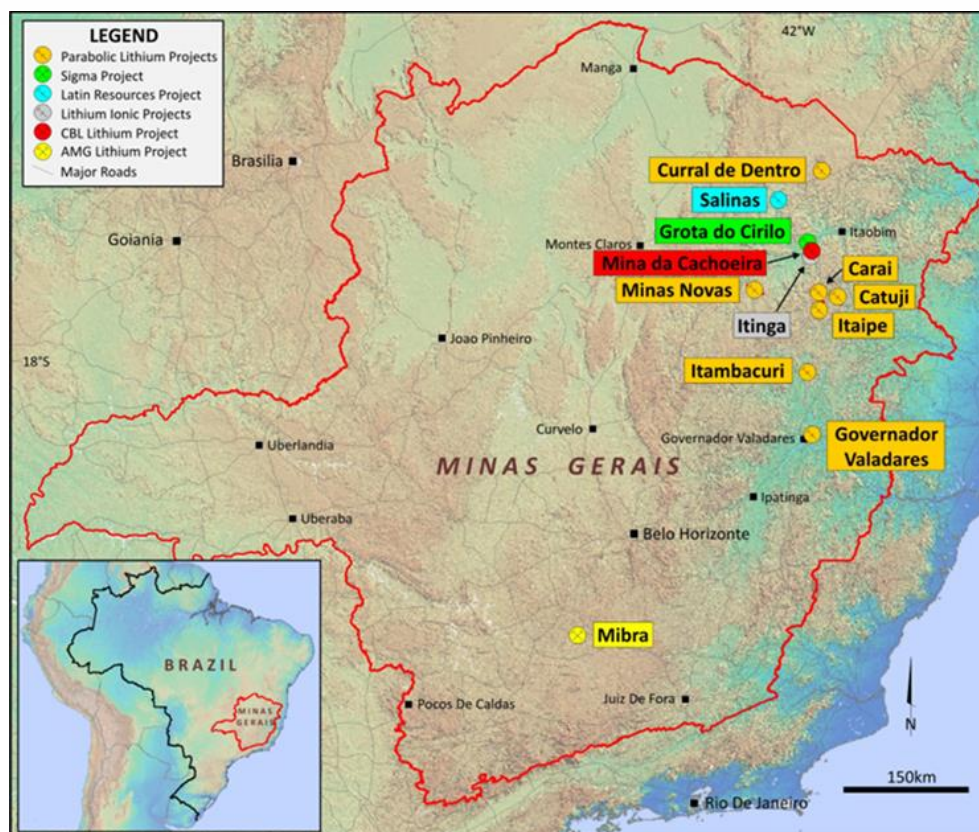 LEGEND
Parabolic Lithium Projects
Sigma Project
Latin Resources Project
Lithium Ionic Projects
CBL Lithium Project
AMG Lithium Project
Major Roads
42°W
Manga
Brasilia
Curral de Dentro
Salinas
Goiania
Grota do Cirilo
Itaobim
Montes Claros
Mina da Cachoeira
Carai
Minas Novas
Catuji
Itinga
Itaipe
Joao Pinheiro
18°S
Itambacuri
Curvelo
Governador Valadares
Governador
Valadares
Uberlandia
MINAS GERAIS
Ipatinga
Uberaba
Belo Horizonte
Mibra
BRAZIL
MINAS
GERAIS
Pocos De Caldas
Juiz De Fora
N
150km
Rio De Janeiro